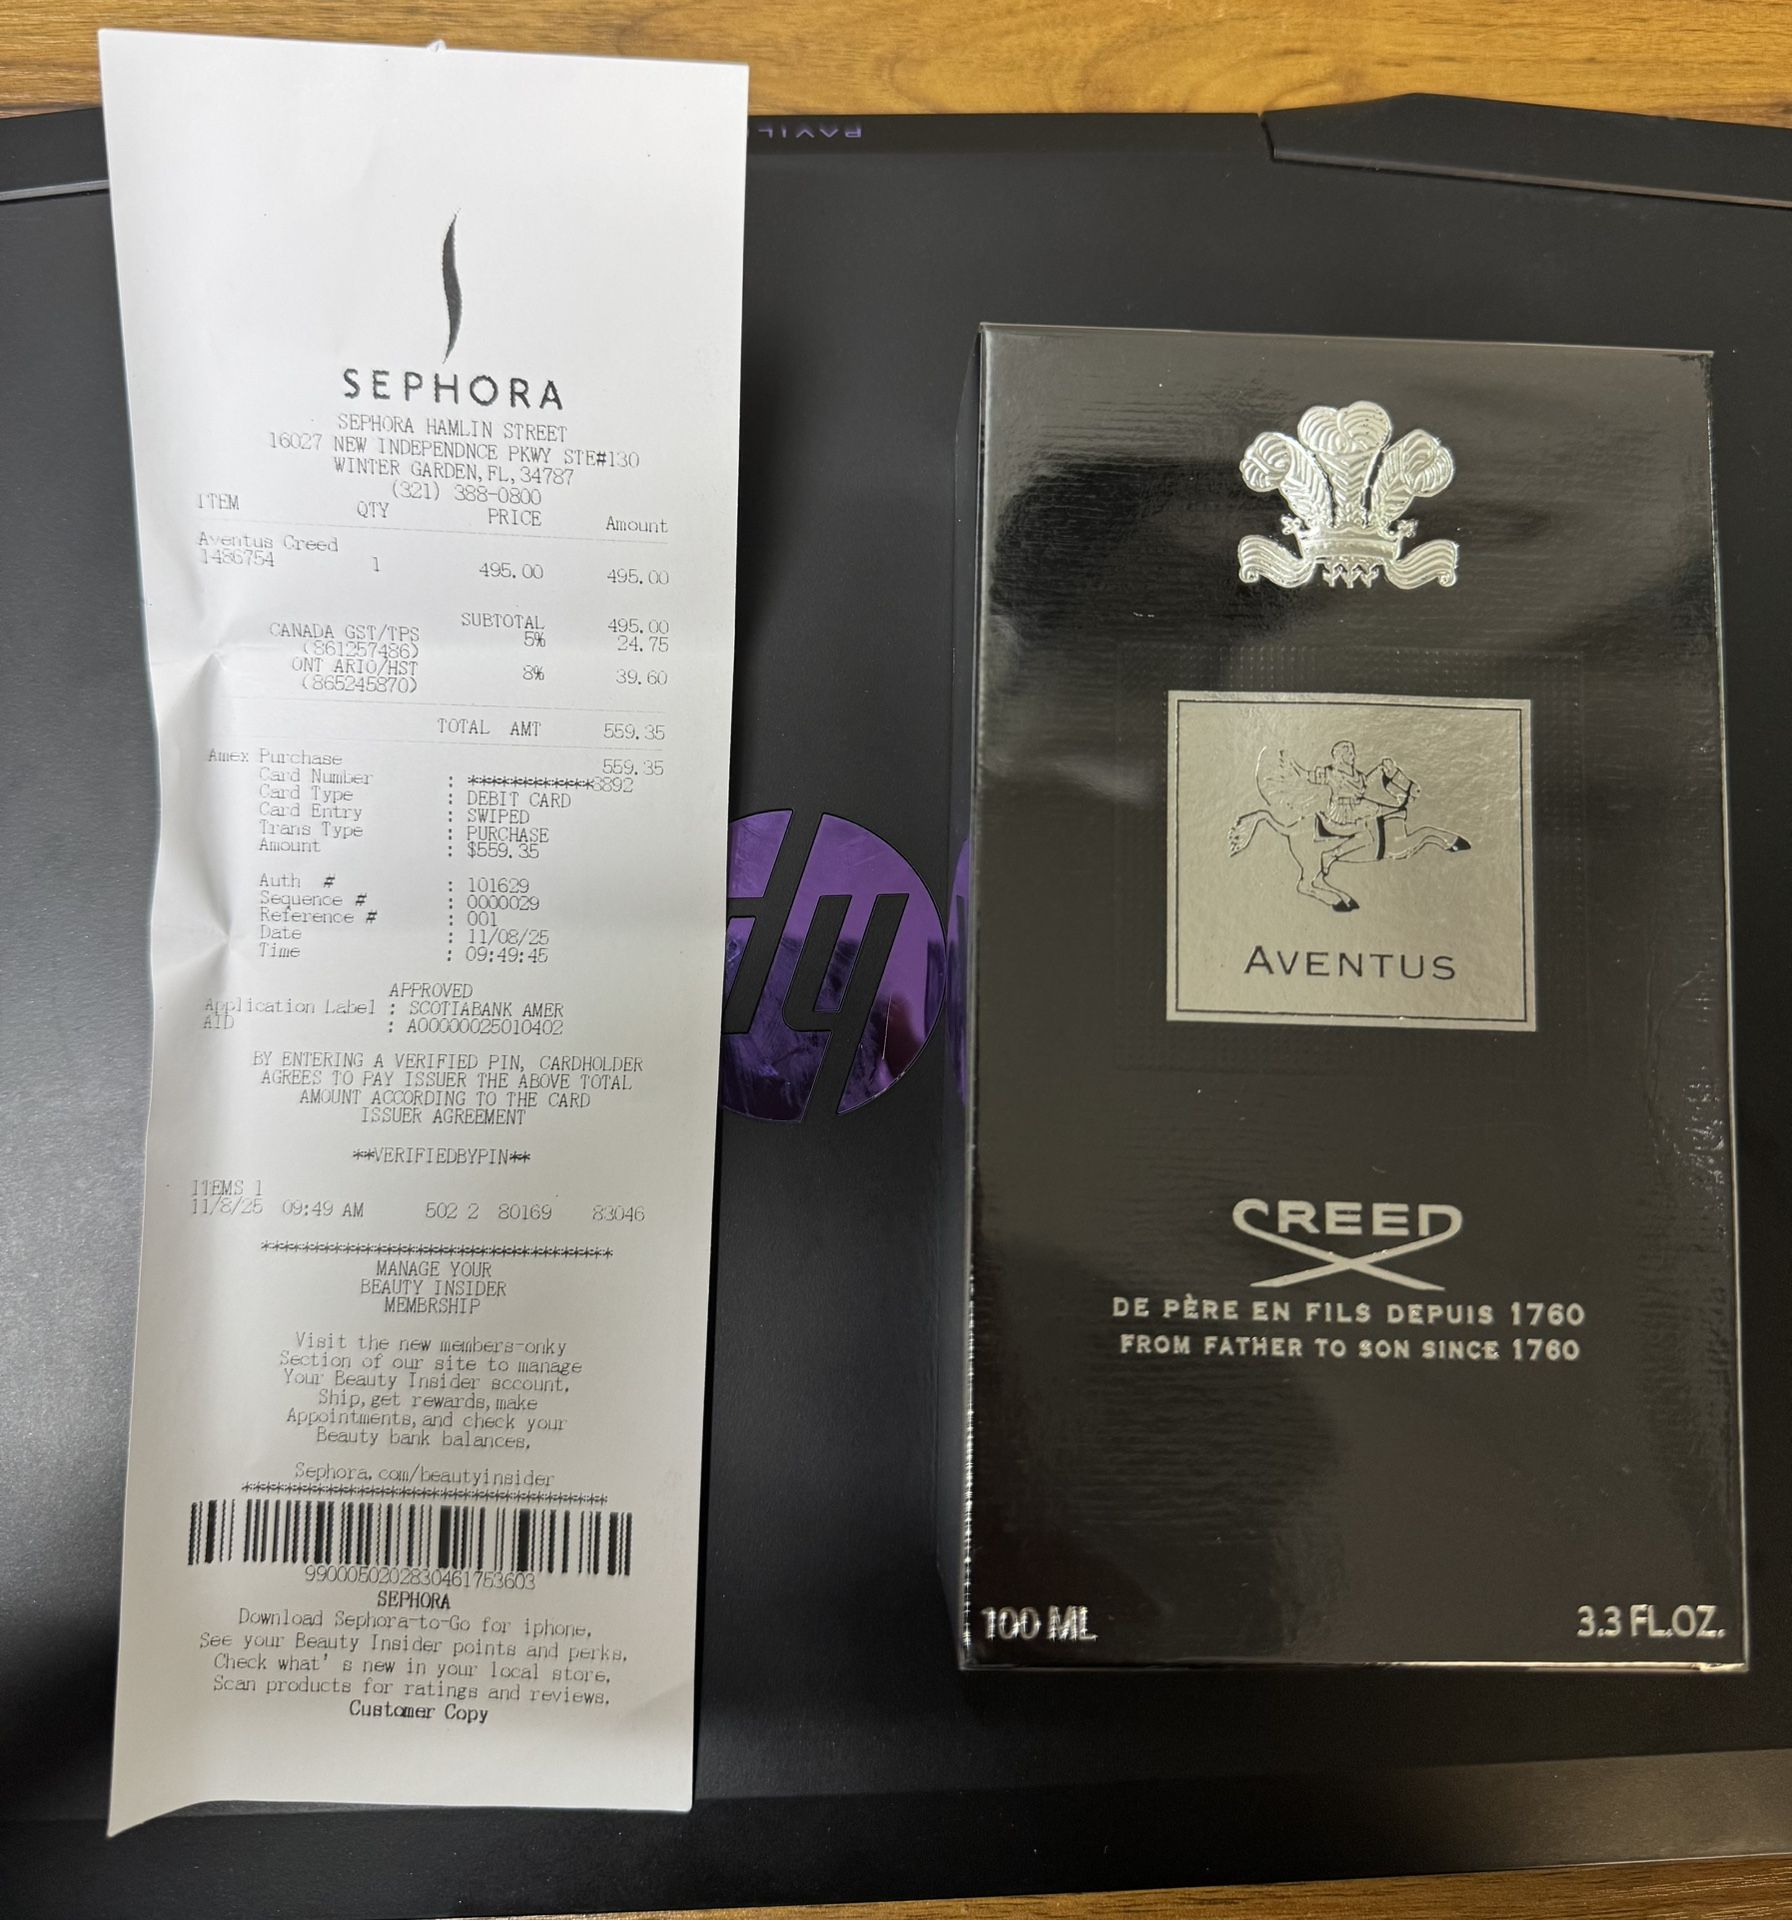 SEPHORA
SEPHORA HAMLIN STREET
16027 NEW INDEPENDNCE PKWY STE#130
WINTER GARDEN, FL, 34787
(321) 388-0800
ITEM QTY PRICE Amount
Aventus Creed
1486754 1 495.00 495.00
SUBTOTAL 495.00
CANADA GST/TPS 5% 24.75
(861257486)
ONT ARIO/HST 8% 39.60
(865245870)
TOTAL AMT 559.35
Amex Purchase 559.35
Card Number : ************3892
Card Type : DEBIT CARD
Card Entry : SWIPED
Trans Type : PURCHASE
Amount : $559.35
Auth # : 101629
Sequence # : 0000029
Reference # : 001
Date : 11/08/25
Time : 09:49:45
APPROVED
Application Label : SCOTIABANK AMER
AID : A00000025010402
BY ENTERING A VERIFIED PIN, CARDHOLDER
AGREES TO PAY ISSUER THE ABOVE TOTAL
AMOUNT ACCORDING TO THE CARD
ISSUER AGREEMENT
**VERIFIEDBYPIN**
ITEMS 1
11/8/25 09:49 AM 502 2 80169 83046
***********************************
MANAGE YOUR
BEAUTY INSIDER
MEMBRSHIP
Visit the new members-onky
Section of our site to manage
Your Beauty Insider account,
Ship, get rewards, make
Appointments, and check your
Beauty bank balances,
Sephora, com/beautyinsider
***********************************
9900050202830461753603
SEPHORA
Download Sephora-to-Go for iphone,
See your Beauty Insider points and perks,
Check what's new in your local store,
Scan products for ratings and reviews,
Customer Copy
hp
AVENTUS
CREED
DE PÈRE EN FILS DEPUIS 1760
FROM FATHER TO SON SINCE 1760
100 ML 3.3 FL.OZ.